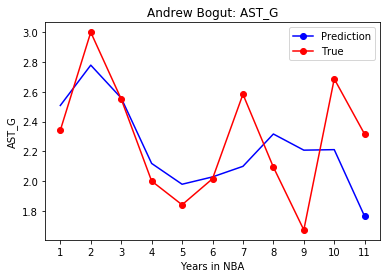 Andrew Bogut: AST_G
Prediction
True
3.0
2.8
2.6
2.4
2.2
2.0
1.8
AST_G
1 2 3 4 5 6 7 8 9 10 11
Years in NBA